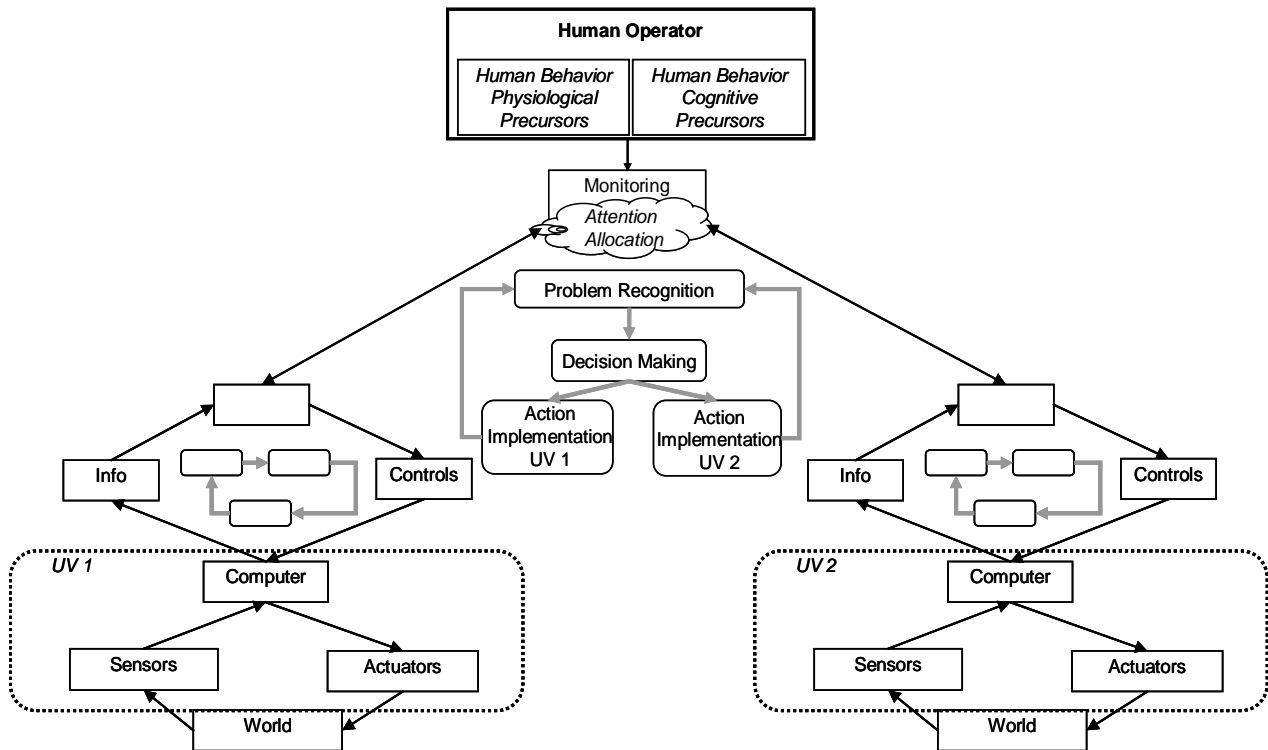 Human Operator
Human Behavior
Physiological
Precursors
Human Behavior
Cognitive
Precursors
Monitoring
Attention
Allocation
Problem Recognition
Decision Making
Action
Implementation
UV 1
Action
Implementation
UV 2
Info
Controls
UV 1
Computer
Sensors
Actuators
World
Info
Controls
UV 2
Computer
Sensors
Actuators
World